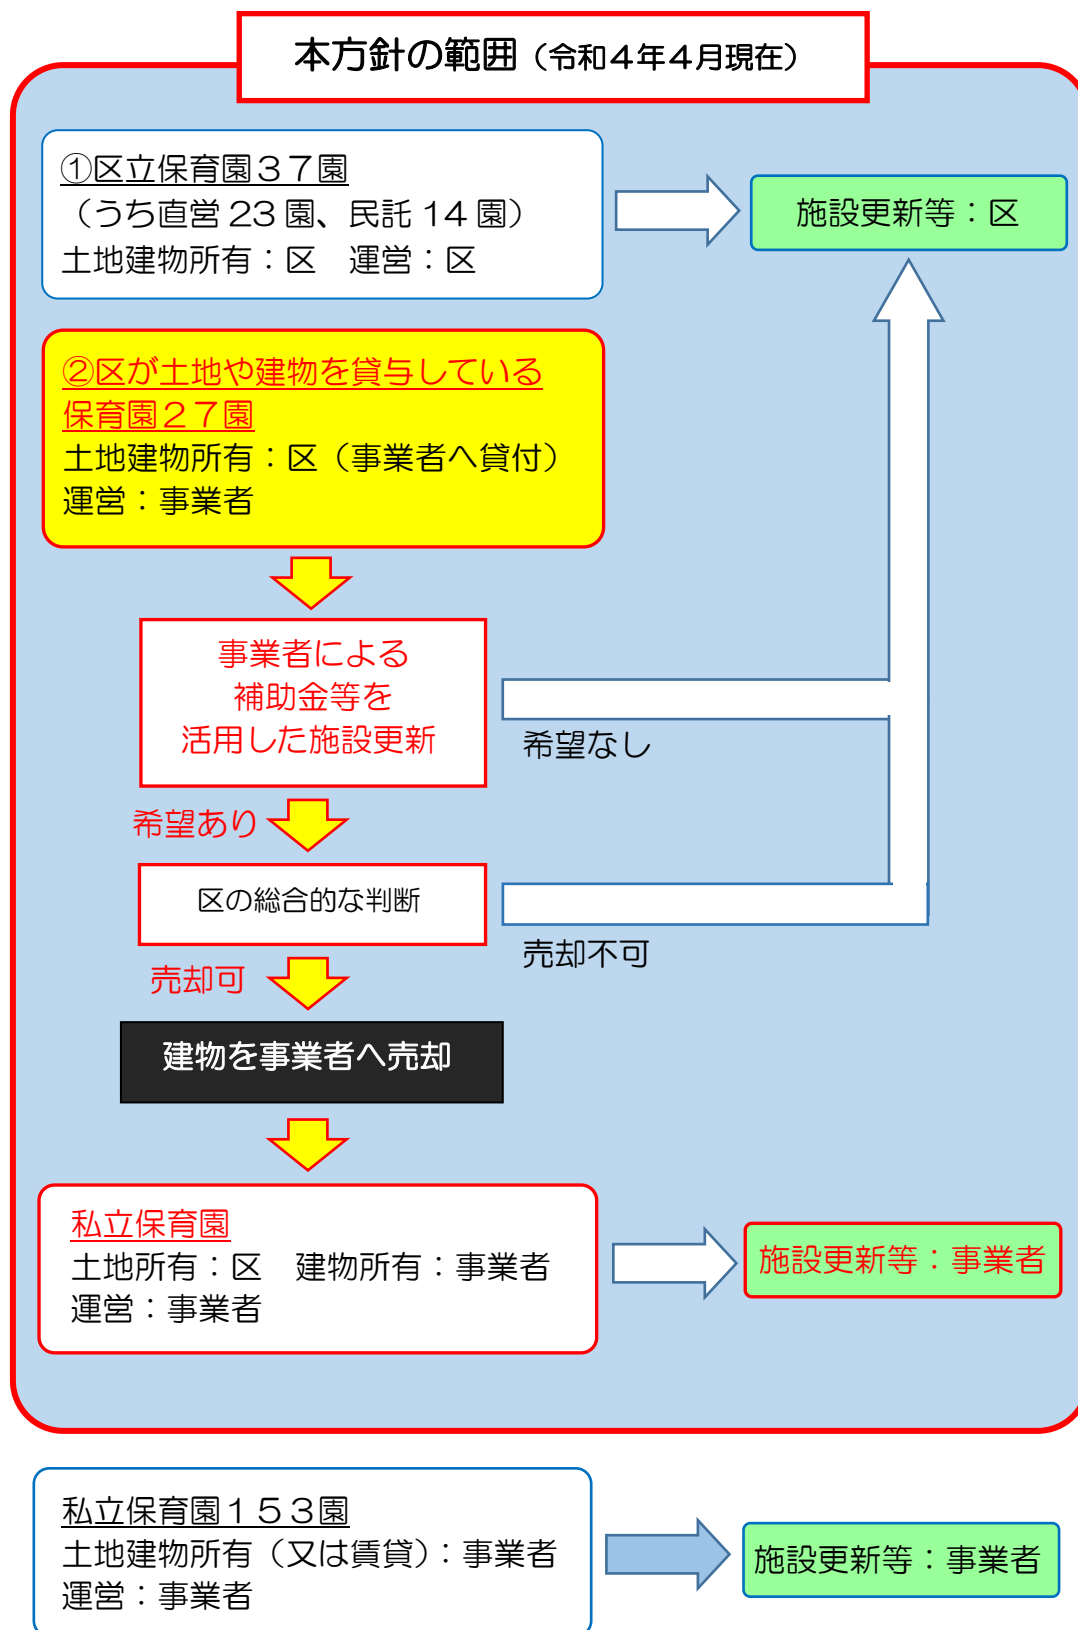 本方針の範囲（令和４年４月現在）
①区立保育園３７園
（うち直営 23 園、民託 14 園）
土地建物所有：区　運営：区
施設更新等：区
②区が土地や建物を貸与している
保育園２７園
土地建物所有：区（事業者へ貸付）
運営：事業者
事業者による
補助金等を
活用した施設更新
希望なし
希望あり
区の総合的な判断
売却不可
売却可
建物を事業者へ売却
私立保育園
土地所有：区　建物所有：事業者
運営：事業者
施設更新等：事業者
私立保育園１５３園
土地建物所有（又は賃貸）：事業者
運営：事業者
施設更新等：事業者